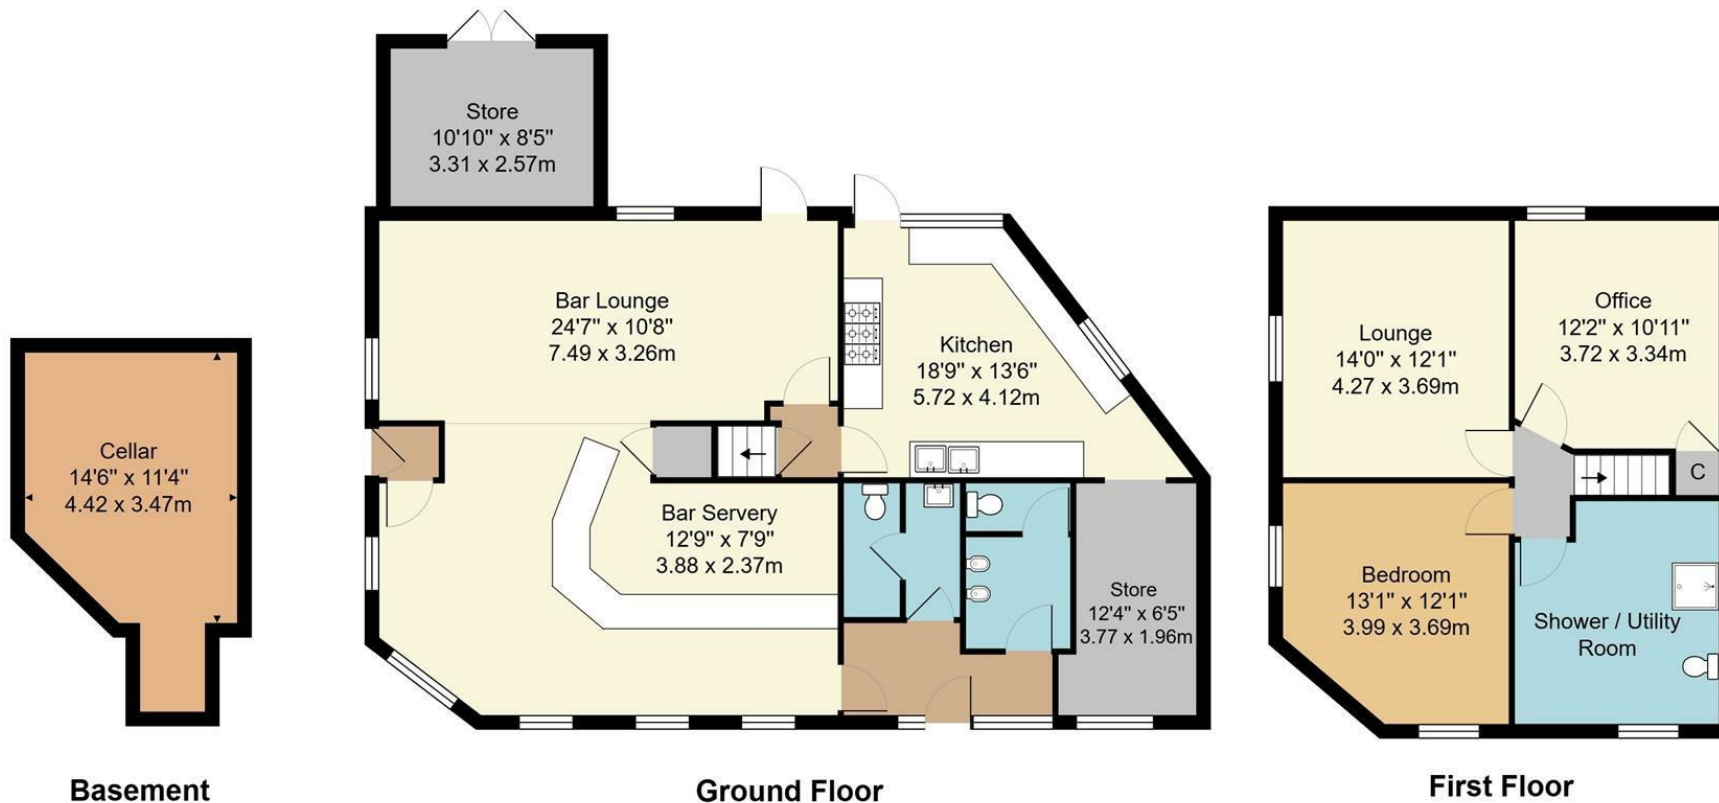 Store
10'10" x 8'5"
3.31 x 2.57m
Bar Lounge
24'7" x 10'8"
7.49 x 3.26m
Kitchen
18'9" x 13'6"
5.72 x 4.12m
Bar Servery
12'9" x 7'9"
3.88 x 2.37m
Store
12'4" x 6'5"
3.77 x 1.96m
Cellar
14'6" x 11'4"
4.42 x 3.47m
Lounge
14'0" x 12'1"
4.27 x 3.69m
Office
12'2" x 10'11"
3.72 x 3.34m
C
Bedroom
13'1" x 12'1"
3.99 x 3.69m
Shower / Utility
Room
Basement
Ground Floor
First Floor